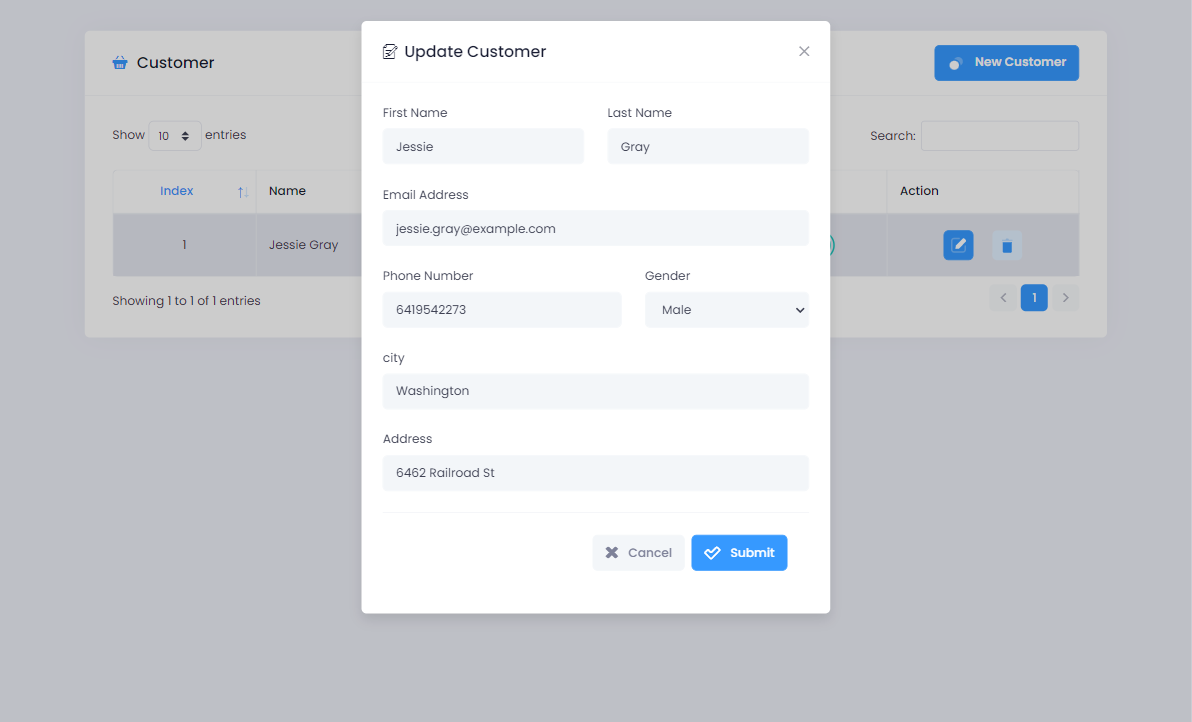 Customer
New Customer
Show 10 entries
Search:
Index Name Action
1 Jessie Gray
Showing 1 to 1 of 1 entries
1
Update Customer
First Name Last Name
Jessie Gray
Email Address
jessie.gray@example.com
Phone Number Gender
6419542273 Male
city
Washington
Address
6462 Railroad St
Cancel Submit